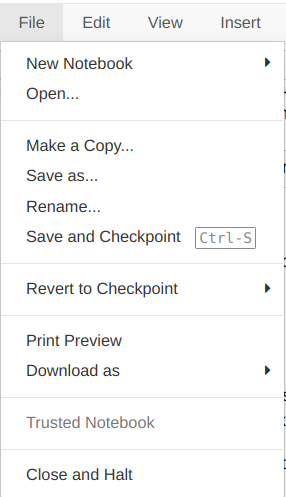 File Edit View Insert
New Notebook
Open...
Make a Copy...
Save as...
Rename...
Save and Checkpoint Ctrl-S
Revert to Checkpoint
Print Preview
Download as
Trusted Notebook
Close and Halt